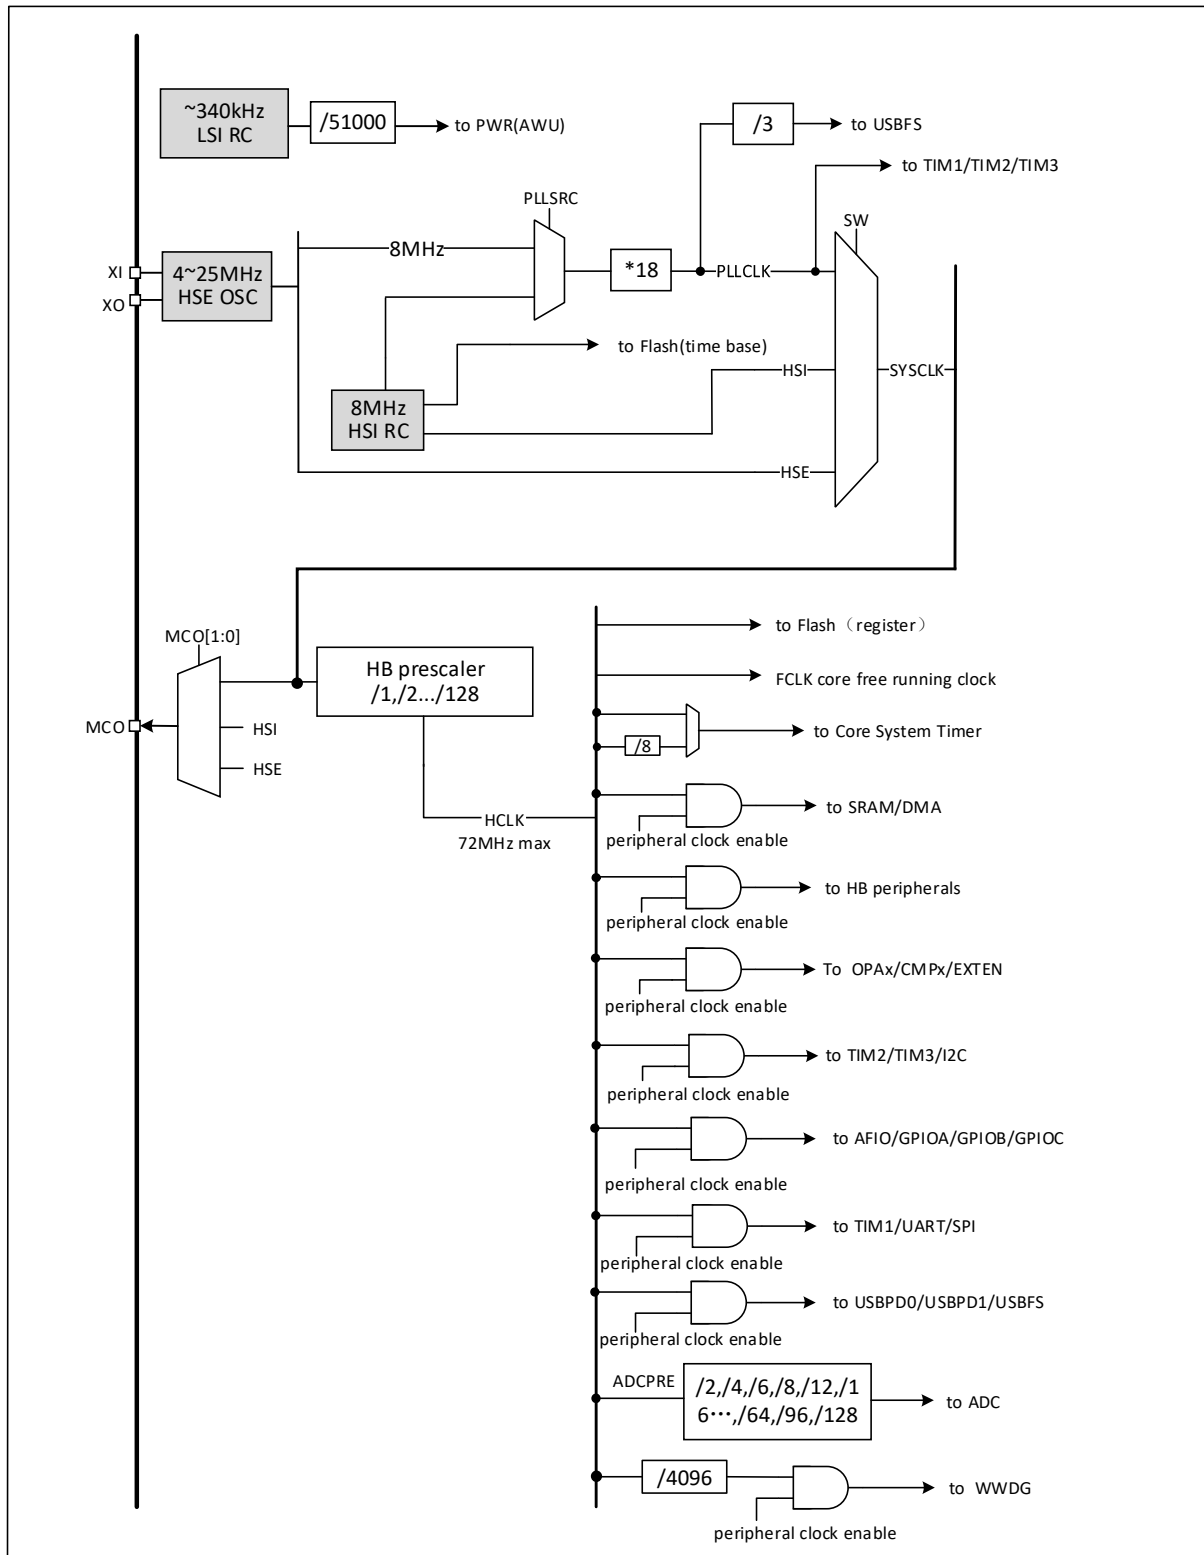 ~340kHz
LSI RC
/51000
to PWR(AWU)
/3
to USBFS
to TIM1/TIM2/TIM3
PLLSRC
SW
8MHz
XI
XO
4~25MHz
HSE OSC
*18
PLLCLK
to Flash(time base)
HSI
SYSCLK
8MHz
HSI RC
HSE
MCO[1:0]
HB prescaler
/1,/2.../128
MCO
HSI
HSE
HCLK
72MHz max
to Flash（register）
FCLK core free running clock
to Core System Timer
/8
to SRAM/DMA
peripheral clock enable
to HB peripherals
peripheral clock enable
To OPAx/CMPx/EXTEN
peripheral clock enable
to TIM2/TIM3/I2C
peripheral clock enable
to AFIO/GPIOA/GPIOB/GPIOC
peripheral clock enable
to TIM1/UART/SPI
peripheral clock enable
to USBPD0/USBPD1/USBFS
peripheral clock enable
ADCPRE
/2,/4,/6,/8,/12,/1
6⋯,/64,/96,/128
to ADC
/4096
to WWDG
peripheral clock enable